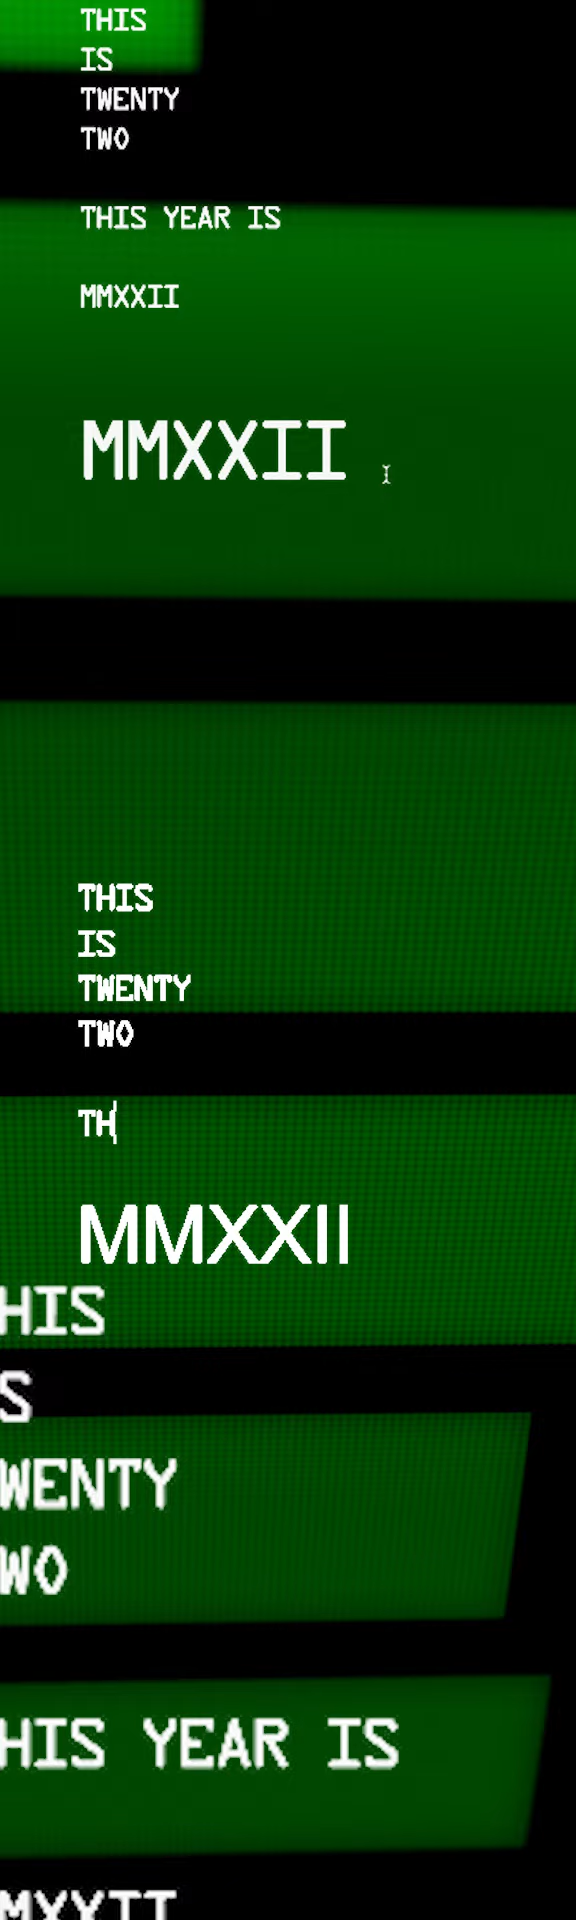 THIS
IS
TWENTY
TWO
THIS YEAR IS
MMXXII
MMXXII
THIS
IS
TWENTY
TWO
TH
MMXXII
HIS
S
WENTY
WO
HIS YEAR IS
MXXII